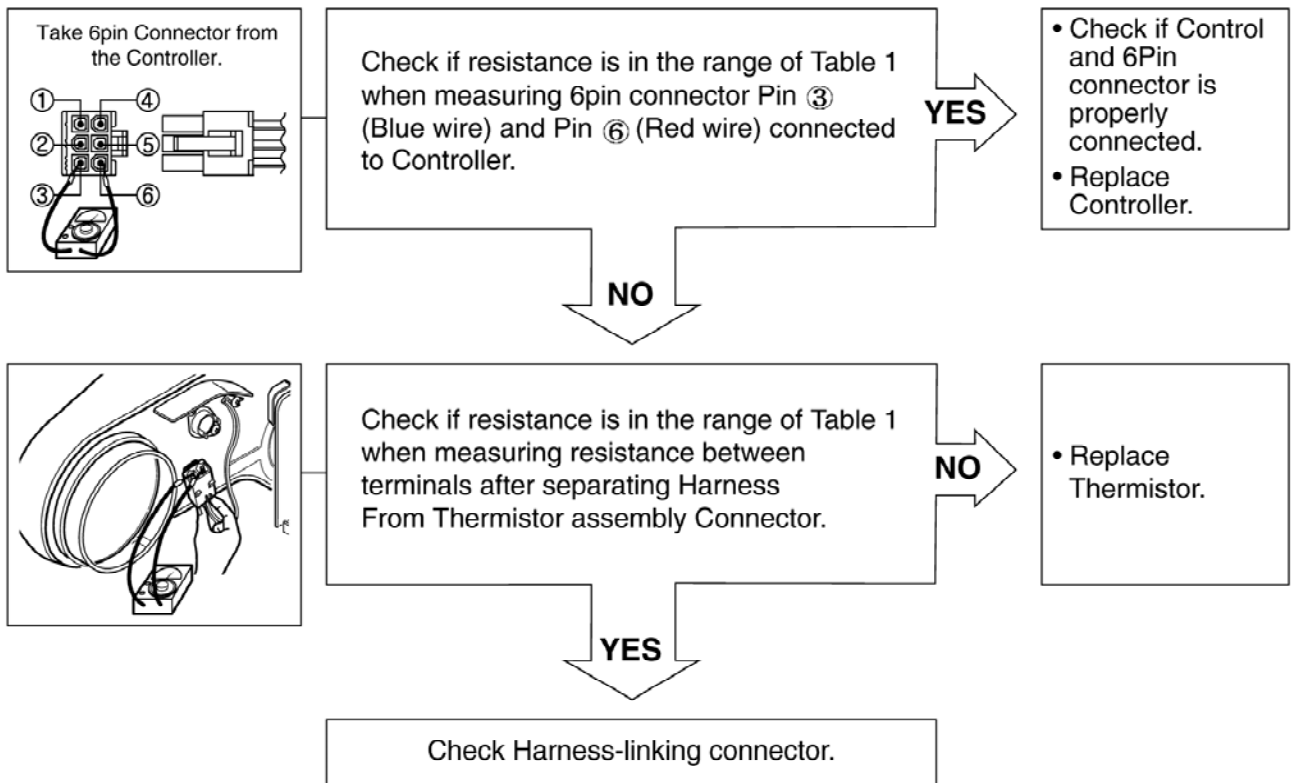 Take 6pin Connector from
the Controller.
①
④
②
⑤
③
⑥
Check if resistance is in the range of Table 1
when measuring 6pin connector Pin ③
(Blue wire) and Pin ⑥ (Red wire) connected
to Controller.
YES
• Check if Control
and 6Pin
connector is
properly
connected.
• Replace
Controller.
NO
Check if resistance is in the range of Table 1
when measuring resistance between
terminals after separating Harness
From Thermistor assembly Connector.
NO
• Replace
Thermistor.
YES
Check Harness-linking connector.